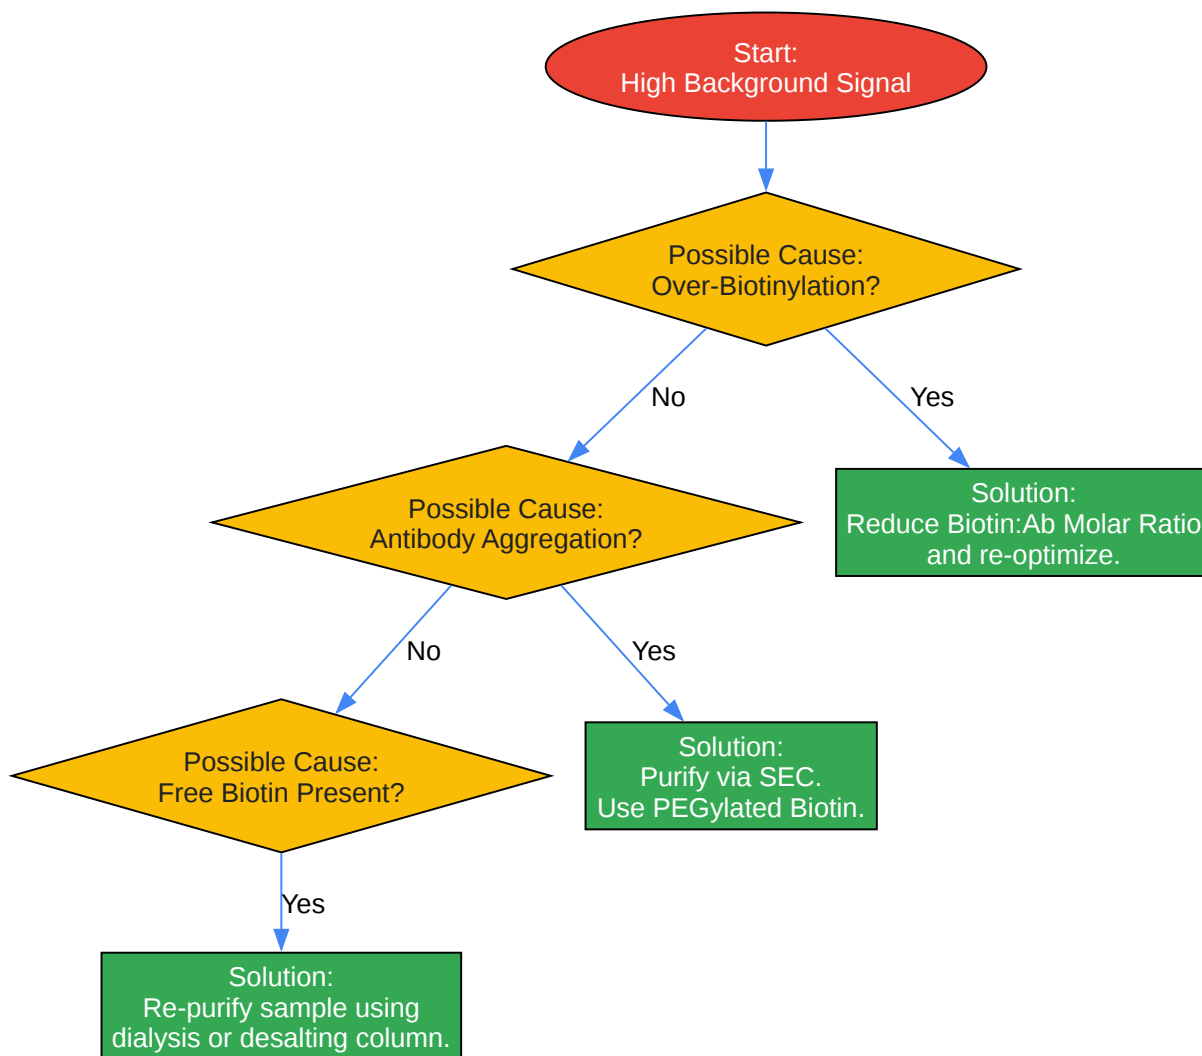 Start:
High Background Signal
Possible Cause:
Over-Biotinylation?
No
Yes
Possible Cause:
Antibody Aggregation?
Solution:
Reduce Biotin:Ab Molar Ratio
and re-optimize.
No
Yes
Possible Cause:
Free Biotin Present?
Solution:
Purify via SEC.
Use PEGylated Biotin.
Yes
Solution:
Re-purify sample using
dialysis or desalting column.